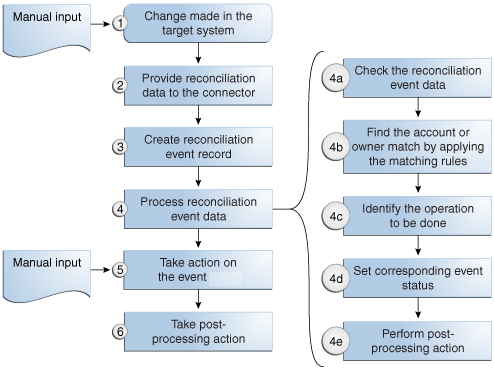 Manual input
1
Change made in the
target system
2
Provide reconciliation
data to the connector
3
Create reconciliation
event record
4
Process reconciliation
event data
Manual input
5
Take action on
the event
6
Take post-
processing action
4a
Check the reconciliation
event data
4b
Find the account or
owner match by applying
the matching rules
4c
Identify the operation
to be done
4d
Set corresponding event
status
4e
Perform post-
processing action